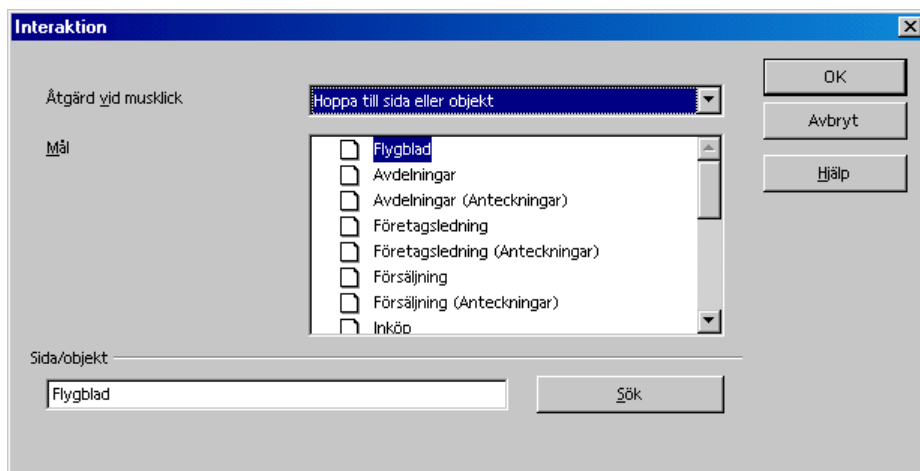 Interaktion
Åtgärd vid musklick
Hoppa till sida eller objekt
OK
Avbryt
Hjälp
Mål
Flygblad
Avdelningar
Avdelningar (Anteckningar)
Företagsledning
Företagsledning (Anteckningar)
Försäljning
Försäljning (Anteckningar)
Inköp
Sida/objekt
Flygblad
Sök